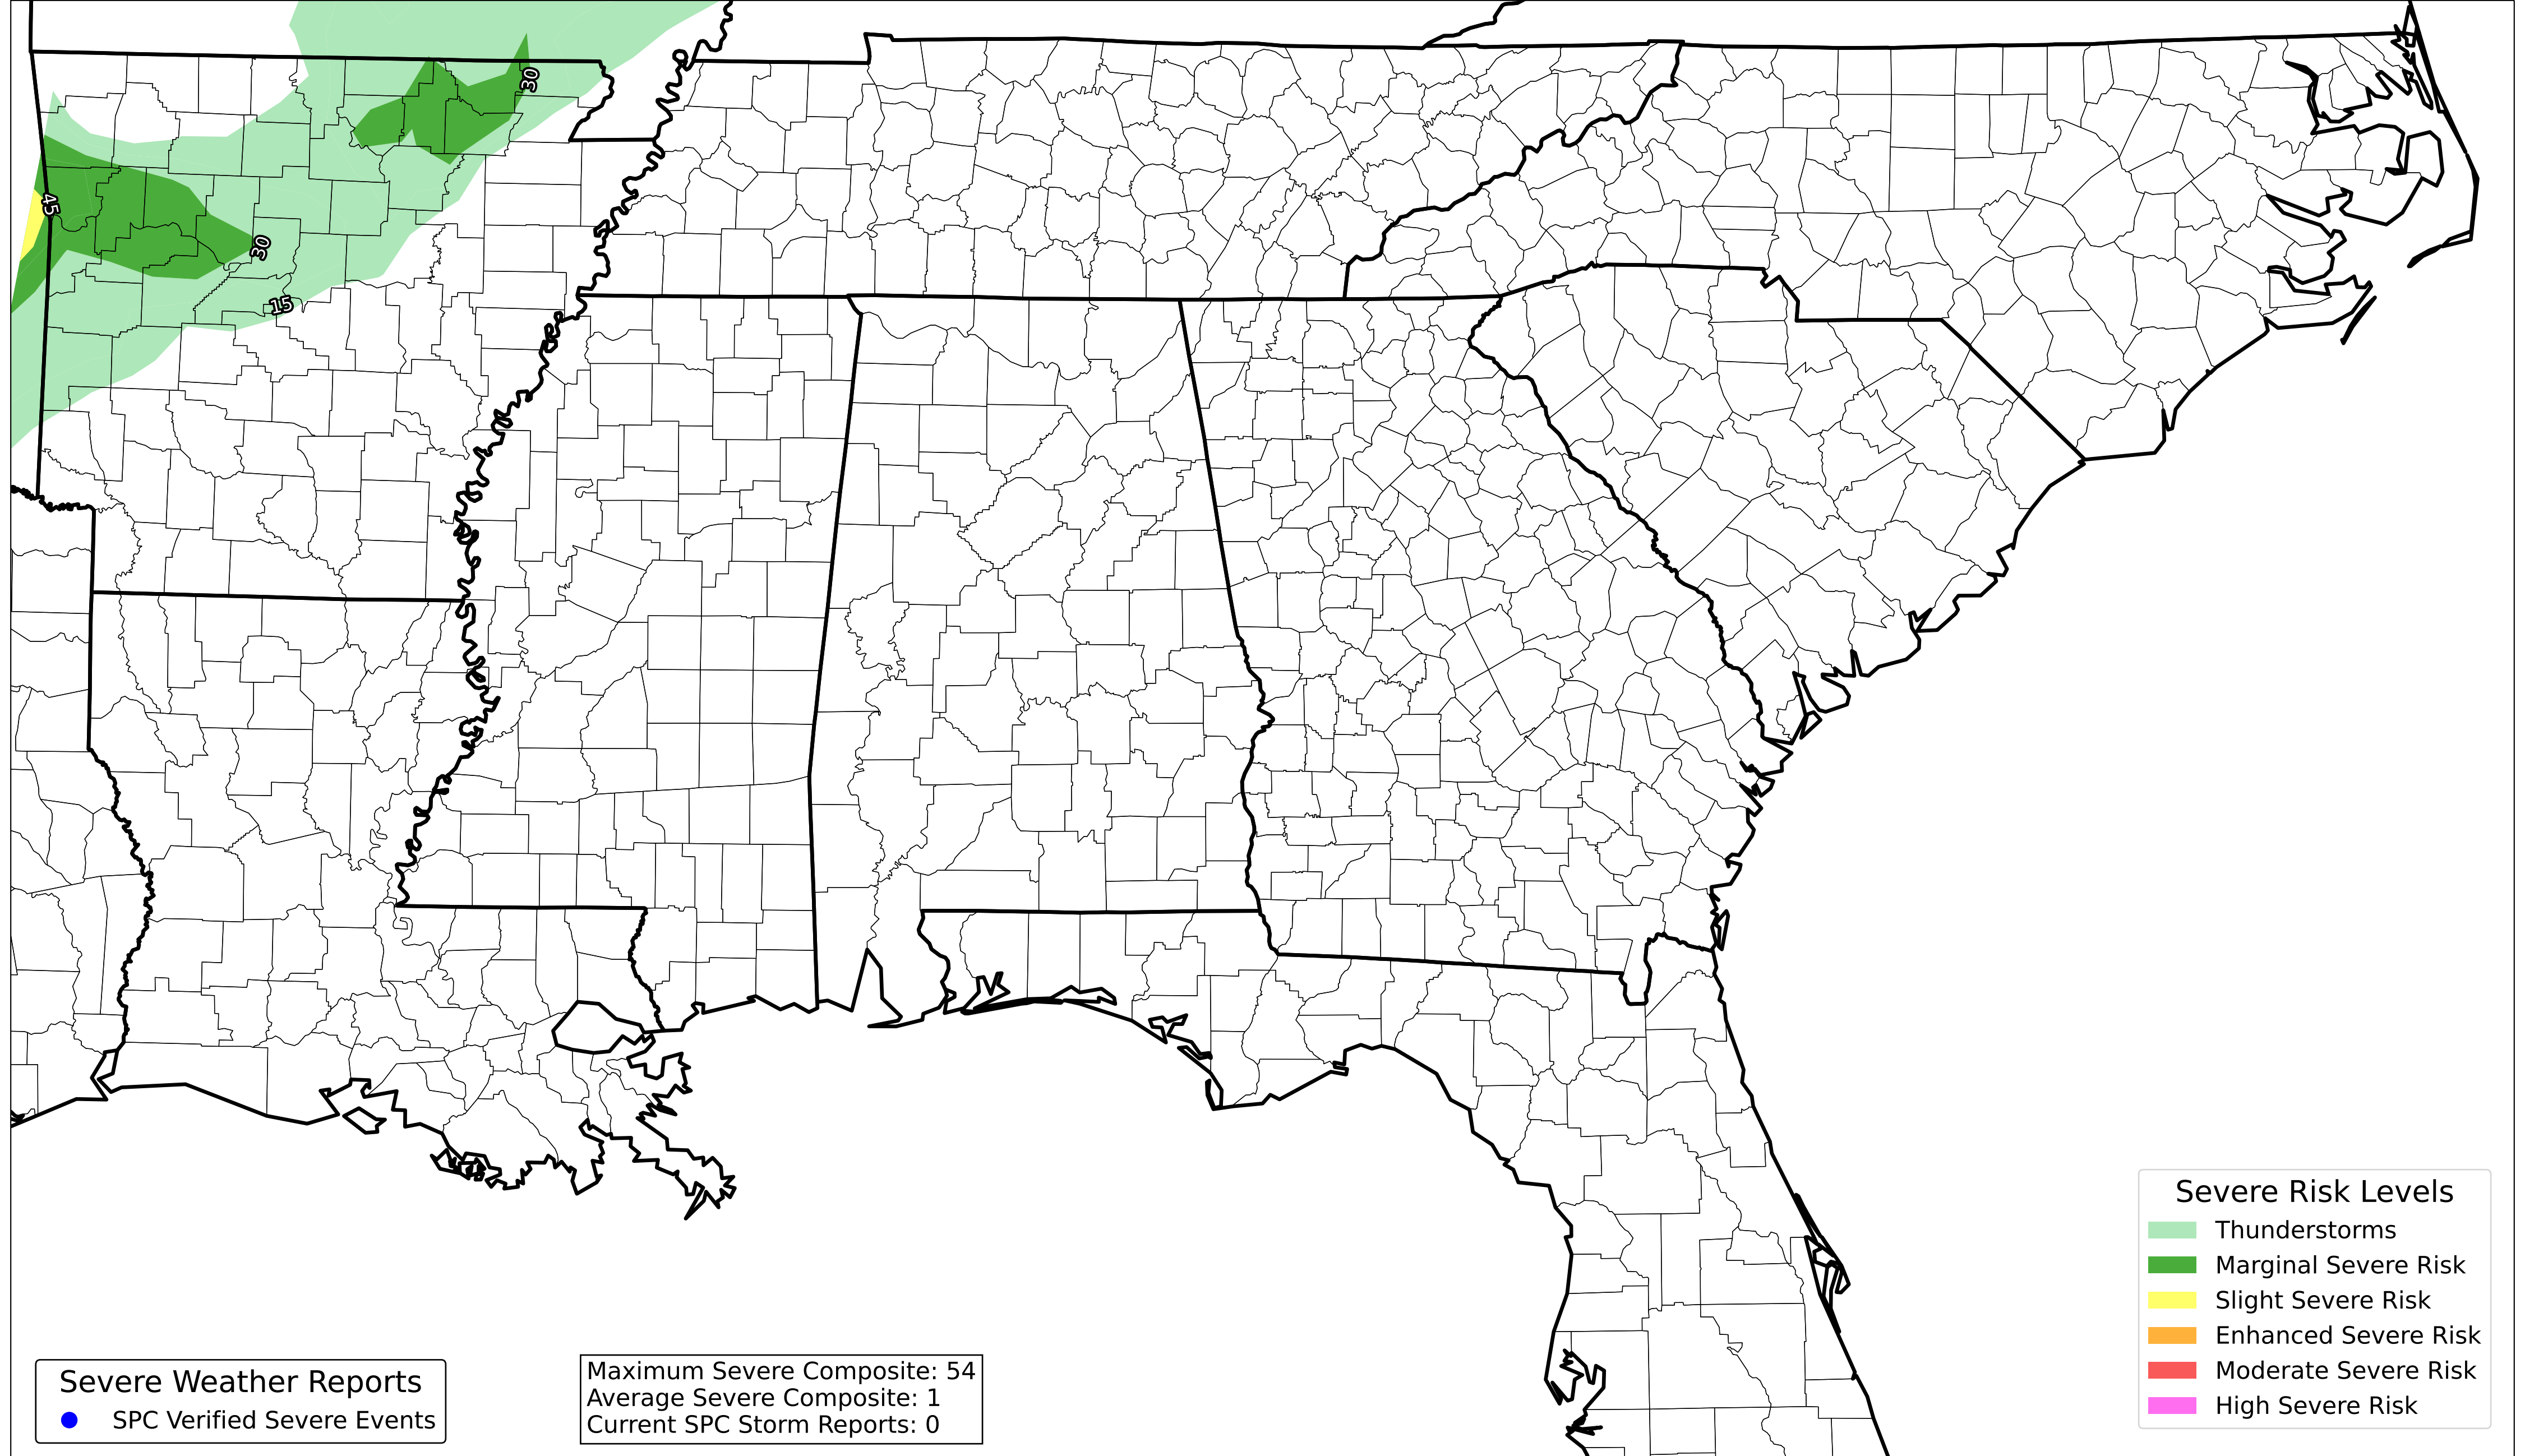 30
45
30
15
Severe Risk Levels
Thunderstorms
Marginal Severe Risk
Slight Severe Risk
Enhanced Severe Risk
Moderate Severe Risk
High Severe Risk
Severe Weather Reports
SPC Verified Severe Events
Maximum Severe Composite: 54
Average Severe Composite: 1
Current SPC Storm Reports: 0